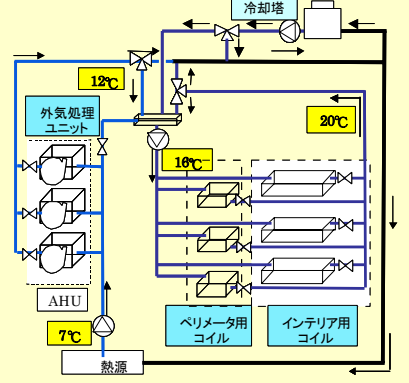 冷却塔
12℃
外気処理
ユニット
20℃
16℃
AHU
ペリメータ用
コイル
インテリア用
コイル
7℃
熱源